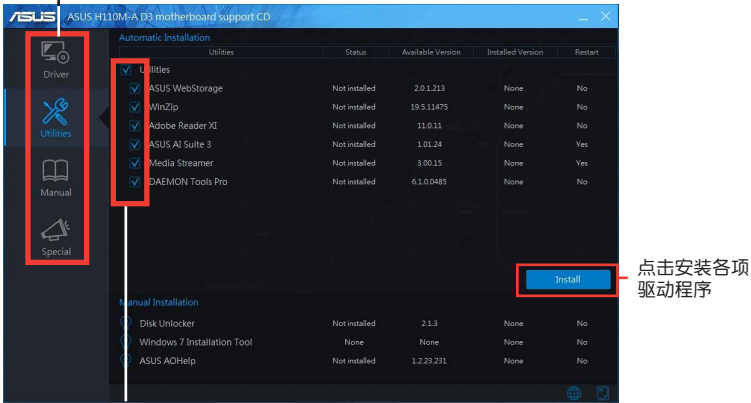 ASUS ASUS H110M-A D3 motherboard support CD
Driver
Utilities
Manual
Special
Automatic Installation
Utilities Status Available Version Installed Version Restart
Utilities
ASUS WebStorage Not installed 2.0.1.213 None No
WinZip Not installed 19.5.11475 None No
Adobe Reader XI Not installed 11.0.11 None No
ASUS AI Suite 3 Not installed 1.01.24 None Yes
Media Streamer Not installed 3.00.15 None Yes
DAEMON Tools Pro Not installed 6.1.0.0485 None No
Install
点击安装各项
驱动程序
Manual Installation
Disk Unlocker Not installed 2.1.3 None No
Windows 7 Installation Tool None None None No
ASUS AOHelp Not installed 1.2.23.231 None No